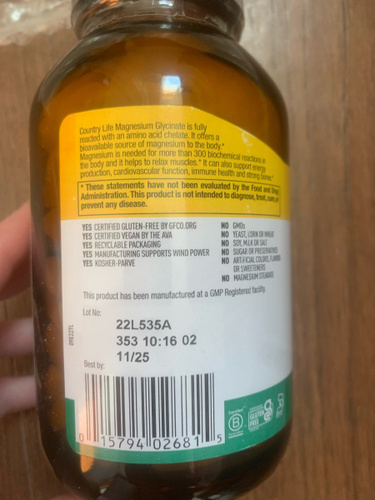 Country Life Magnesium Glycinate is fully
reacted with an amino acid chelate. It offers a
bioavailable source of magnesium to the body.*
Magnesium is needed for more than 300 biochemical reactions in
the body and it helps to relax muscles.* It can also support energy
production, cardiovascular function, immune health and strong bones.*
* These statements have not been evaluated by the Food and Drug
Administration. This product is not intended to diagnose, treat, cure, or
prevent any disease.
YES CERTIFIED GLUTEN-FREE BY GFCO.ORG
YES CERTIFIED VEGAN BY THE AVA
YES RECYCLABLE PACKAGING
YES MANUFACTURING SUPPORTS WIND POWER
YES KOSHER-PARVE
NO GMOs
NO YEAST, CORN OR WHEAT
NO SOY, MILK OR SALT
NO SUGAR OR PRESERVATIVES
NO ARTIFICIAL COLORS, FLAVORS
OR SWEETENERS
NO MAGNESIUM STEARATE
This product has been manufactured at a GMP Registered facility.
Lot No:
22L535A
353 10:16 02
11/25
Best by:
0 15794 02681 5
Certified
B
GLUTEN
FREE